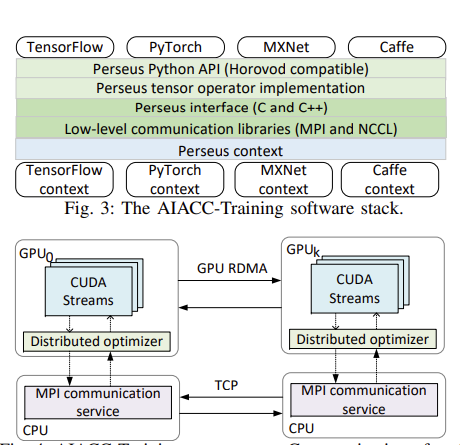 TensorFlow PyTorch MXNet Caffe
Perseus Python API (Horovod compatible)
Perseus tensor operator implementation
Perseus interface (C and C++)
Low-level communication libraries (MPI and NCCL)
Perseus context
TensorFlow context PyTorch context MXNet context Caffe context
Fig. 3: The AIACC-Training software stack.
GPU0 GPUk
GPU RDMA
CUDA Streams CUDA Streams
Distributed optimizer Distributed optimizer
TCP
MPI communication service MPI communication service
CPU CPU